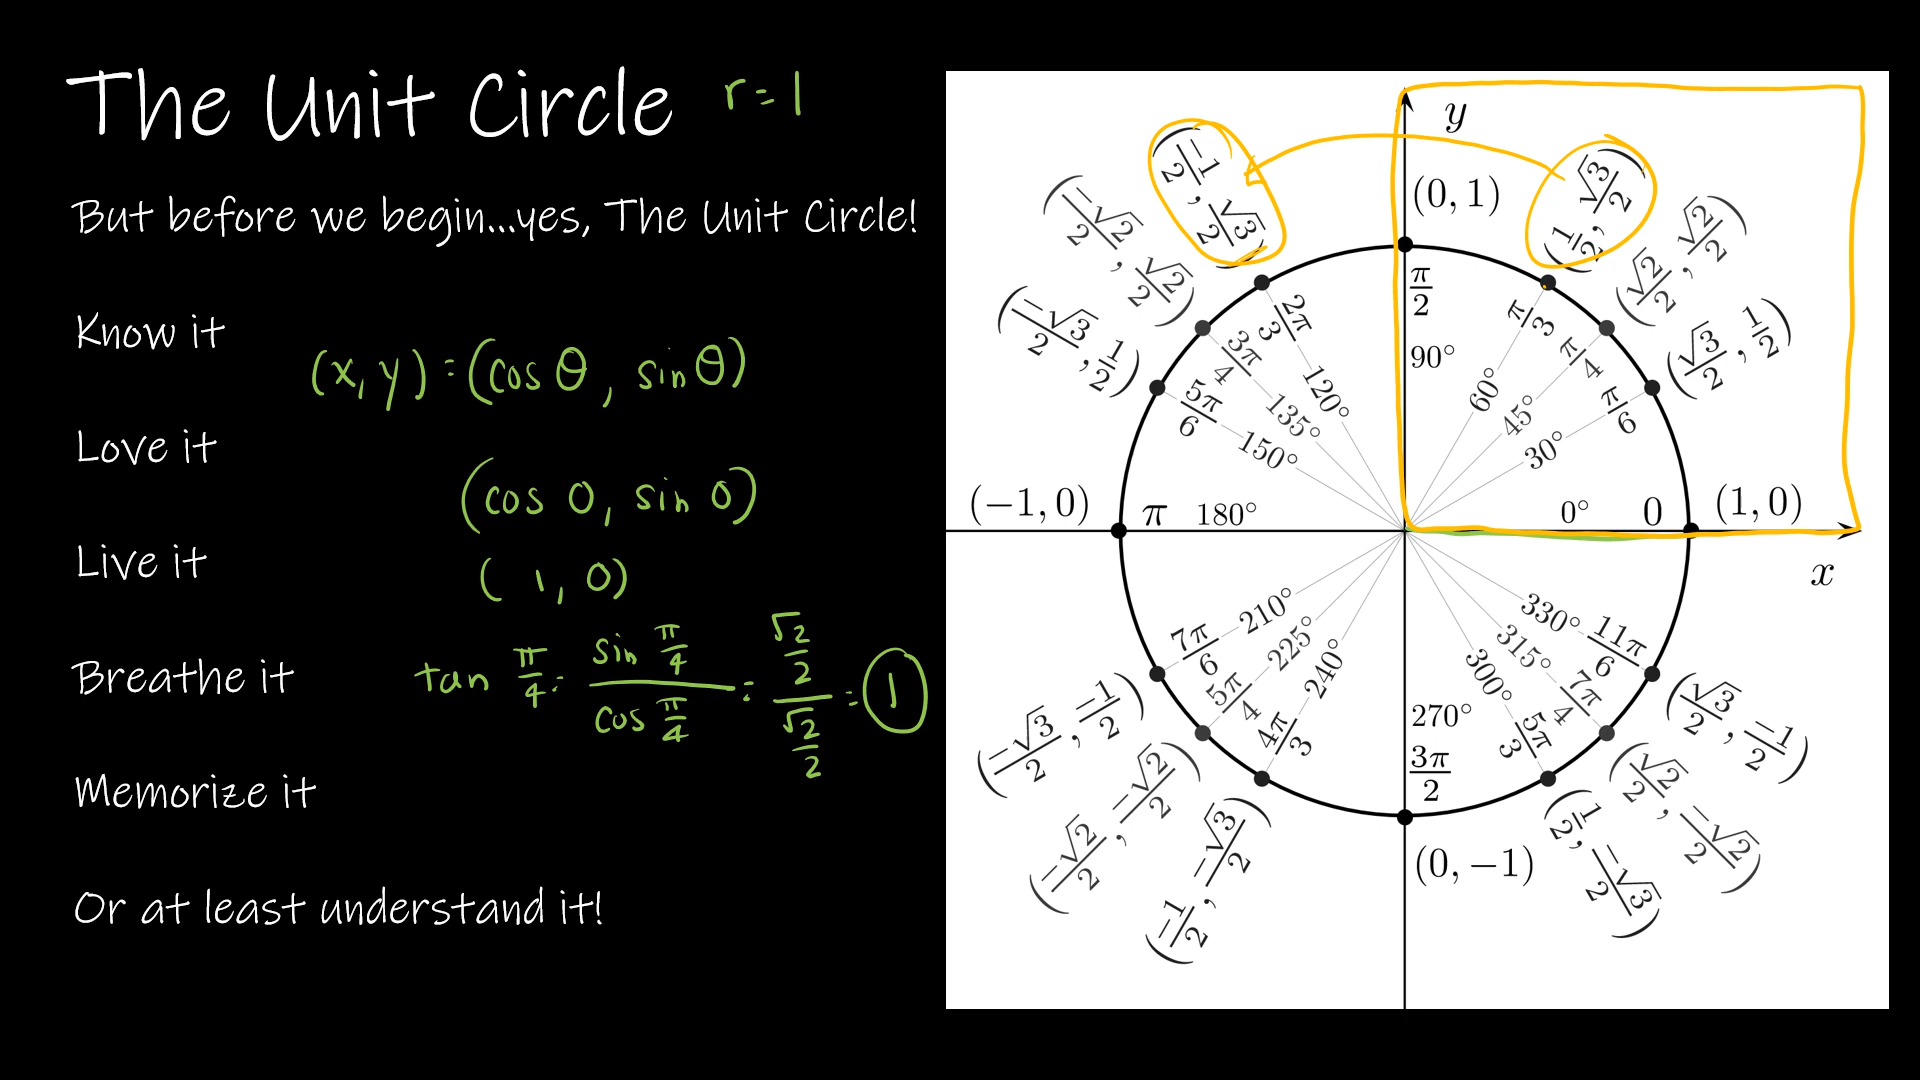 The Unit Circle r = 1
But before we begin...yes, The Unit Circle!
Know it
(x, y) = (cos θ, sin θ)
Love it
(cos 0, sin 0)
Live it
(1, 0)
Breathe it
tan π/4 = sin π/4 / cos π/4 = √2/2 / √2/2 = 1
Memorize it
Or at least understand it!
y
(0, 1)
π/2
90°
(1/2, √3/2)
π/3
60°
(√2/2, √2/2)
π/4
45°
(√3/2, 1/2)
π/6
30°
(−1/2, √3/2)
2π/3
120°
(−√2/2, √2/2)
3π/4
135°
(−√3/2, 1/2)
5π/6
150°
(−1, 0)
π
180°
0°
0
(1, 0)
x
7π/6
210°
(−√3/2, −1/2)
5π/4
225°
(−√2/2, −√2/2)
4π/3
240°
(−1/2, −√3/2)
270°
3π/2
(0, −1)
300°
5π/3
(1/2, −√3/2)
315°
7π/4
(√2/2, −√2/2)
330°
11π/6
(√3/2, −1/2)